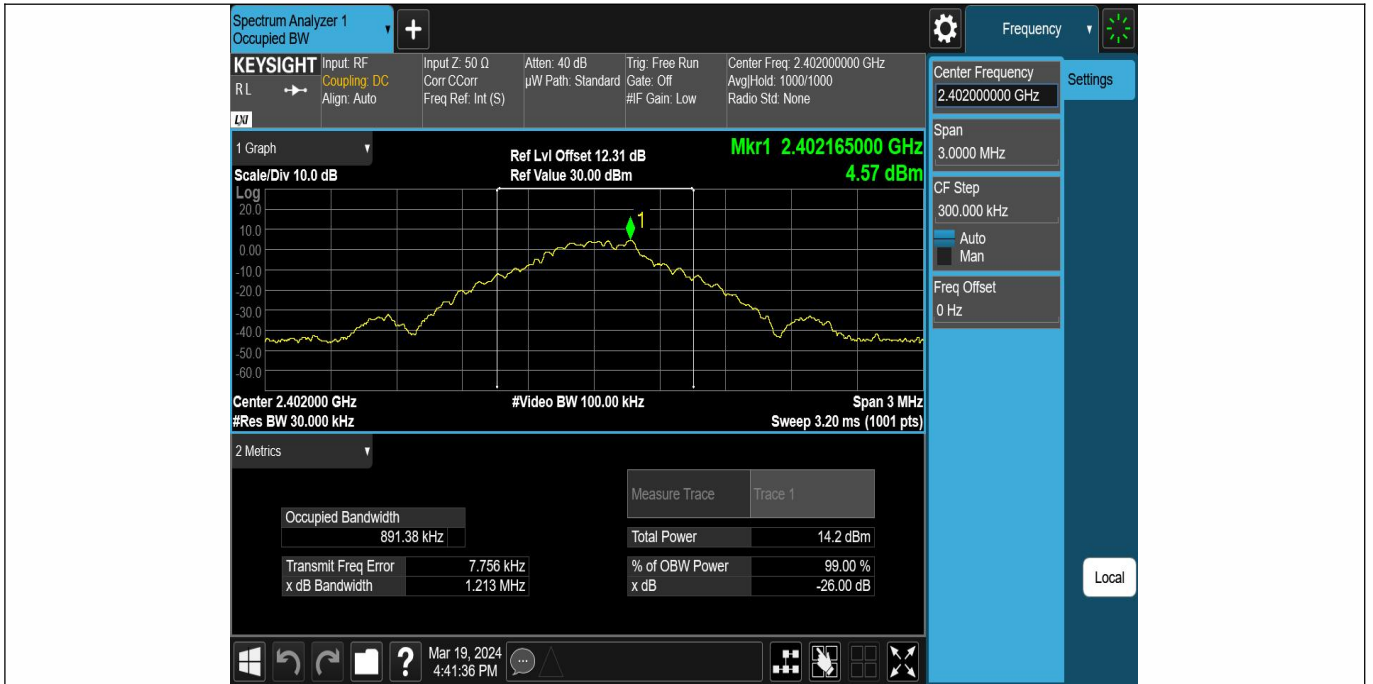 Spectrum Analyzer 1
Occupied BW
Frequency
KEYSIGHT
RL
LXI
Input: RF
Coupling: DC
Align: Auto
Input Z: 50 Ω
Corr CCorr
Freq Ref: Int (S)
Atten: 40 dB
µW Path: Standard
Trig: Free Run
Gate: Off
#IF Gain: Low
Center Freq: 2.402000000 GHz
Avg|Hold: 1000/1000
Radio Std: None
Center Frequency
2.402000000 GHz
Settings
Span
3.0000 MHz
CF Step
300.000 kHz
Auto
Man
Freq Offset
0 Hz
Local
1 Graph
Scale/Div 10.0 dB
Ref Lvl Offset 12.31 dB
Ref Value 30.00 dBm
Mkr1 2.402165000 GHz
4.57 dBm
Log
20.0
10.0
0.00
-10.0
-20.0
-30.0
-40.0
-50.0
-60.0
1
Center 2.402000 GHz
#Video BW 100.00 kHz
Span 3 MHz
#Res BW 30.000 kHz
Sweep 3.20 ms (1001 pts)
2 Metrics
Measure Trace
Trace 1
Occupied Bandwidth
891.38 kHz
Total Power
14.2 dBm
Transmit Freq Error
7.756 kHz
% of OBW Power
99.00 %
x dB Bandwidth
1.213 MHz
x dB
-26.00 dB
?
Mar 19, 2024
4:41:36 PM